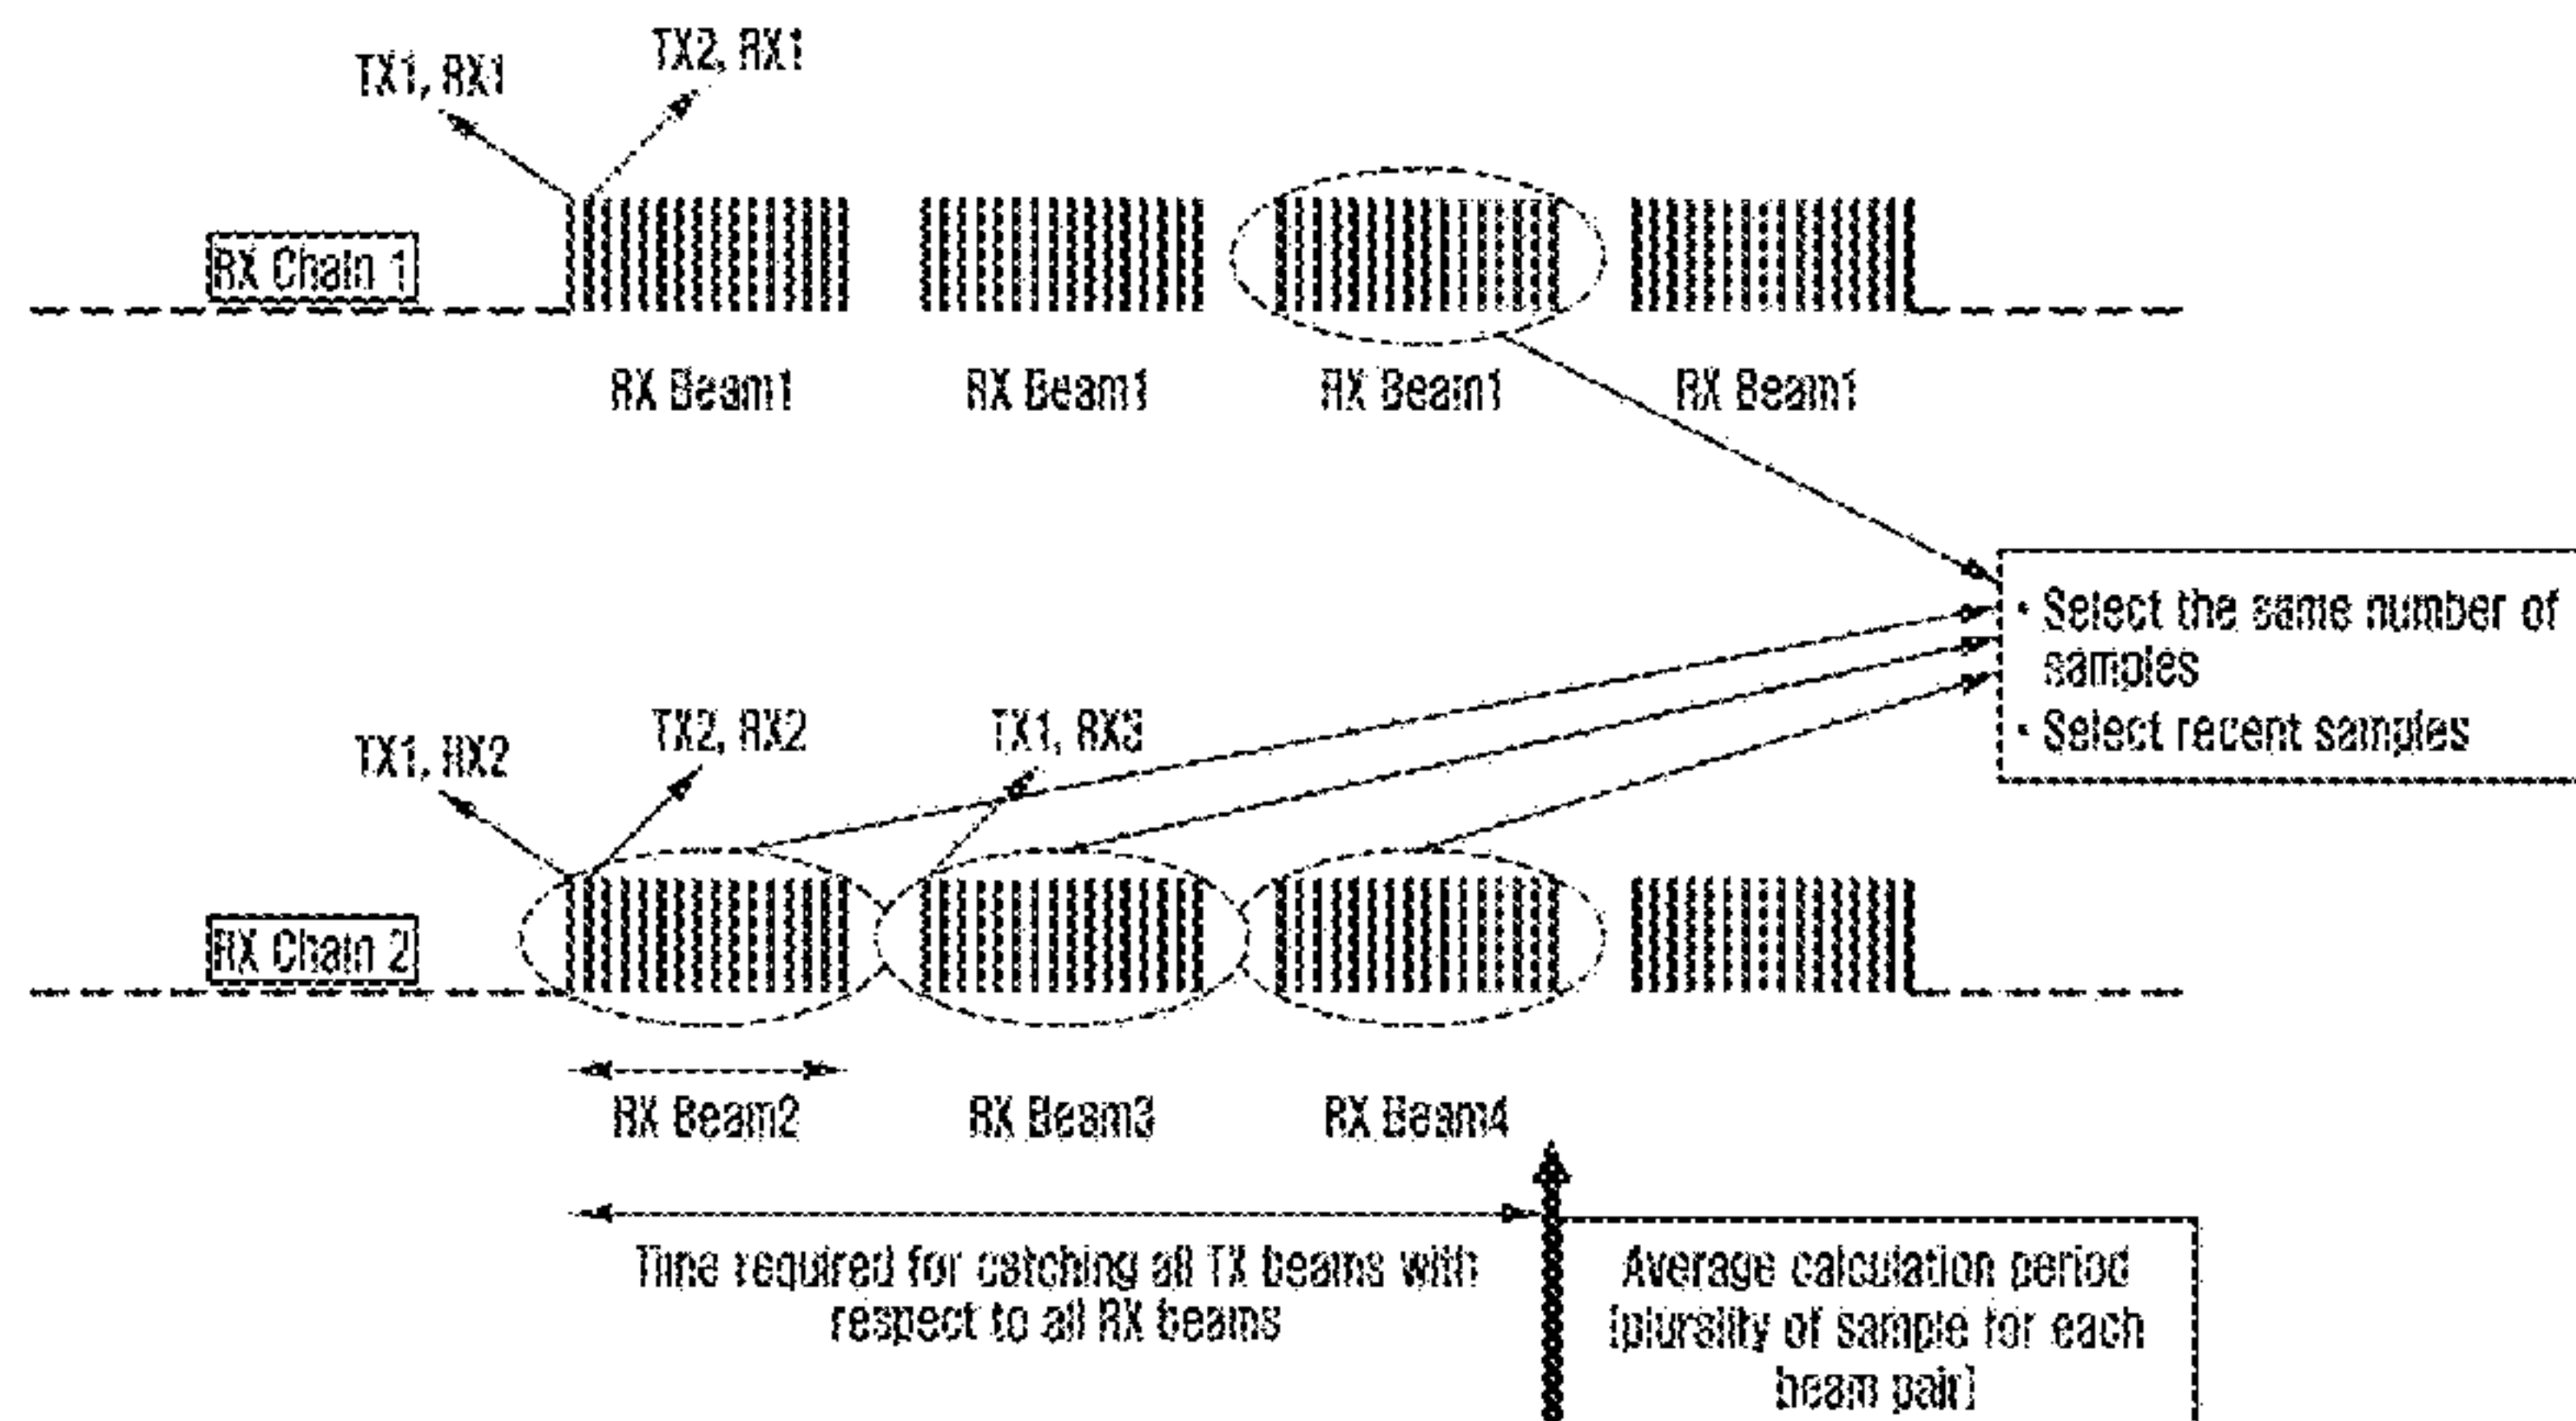 TX1, RX1
TX2, RX1
RX Chain 1
RX Beam1
RX Beam1
RX Beam1
RX Beam1
• Select the same number of
samples
• Select recent samples
TX1, RX2
TX2, RX2
TX1, RX3
RX Chain 2
RX Beam2
RX Beam3
RX Beam4
Time required for catching all TX beams with
respect to all RX beams
Average calculation period
[plurality of sample for each
beam pair]